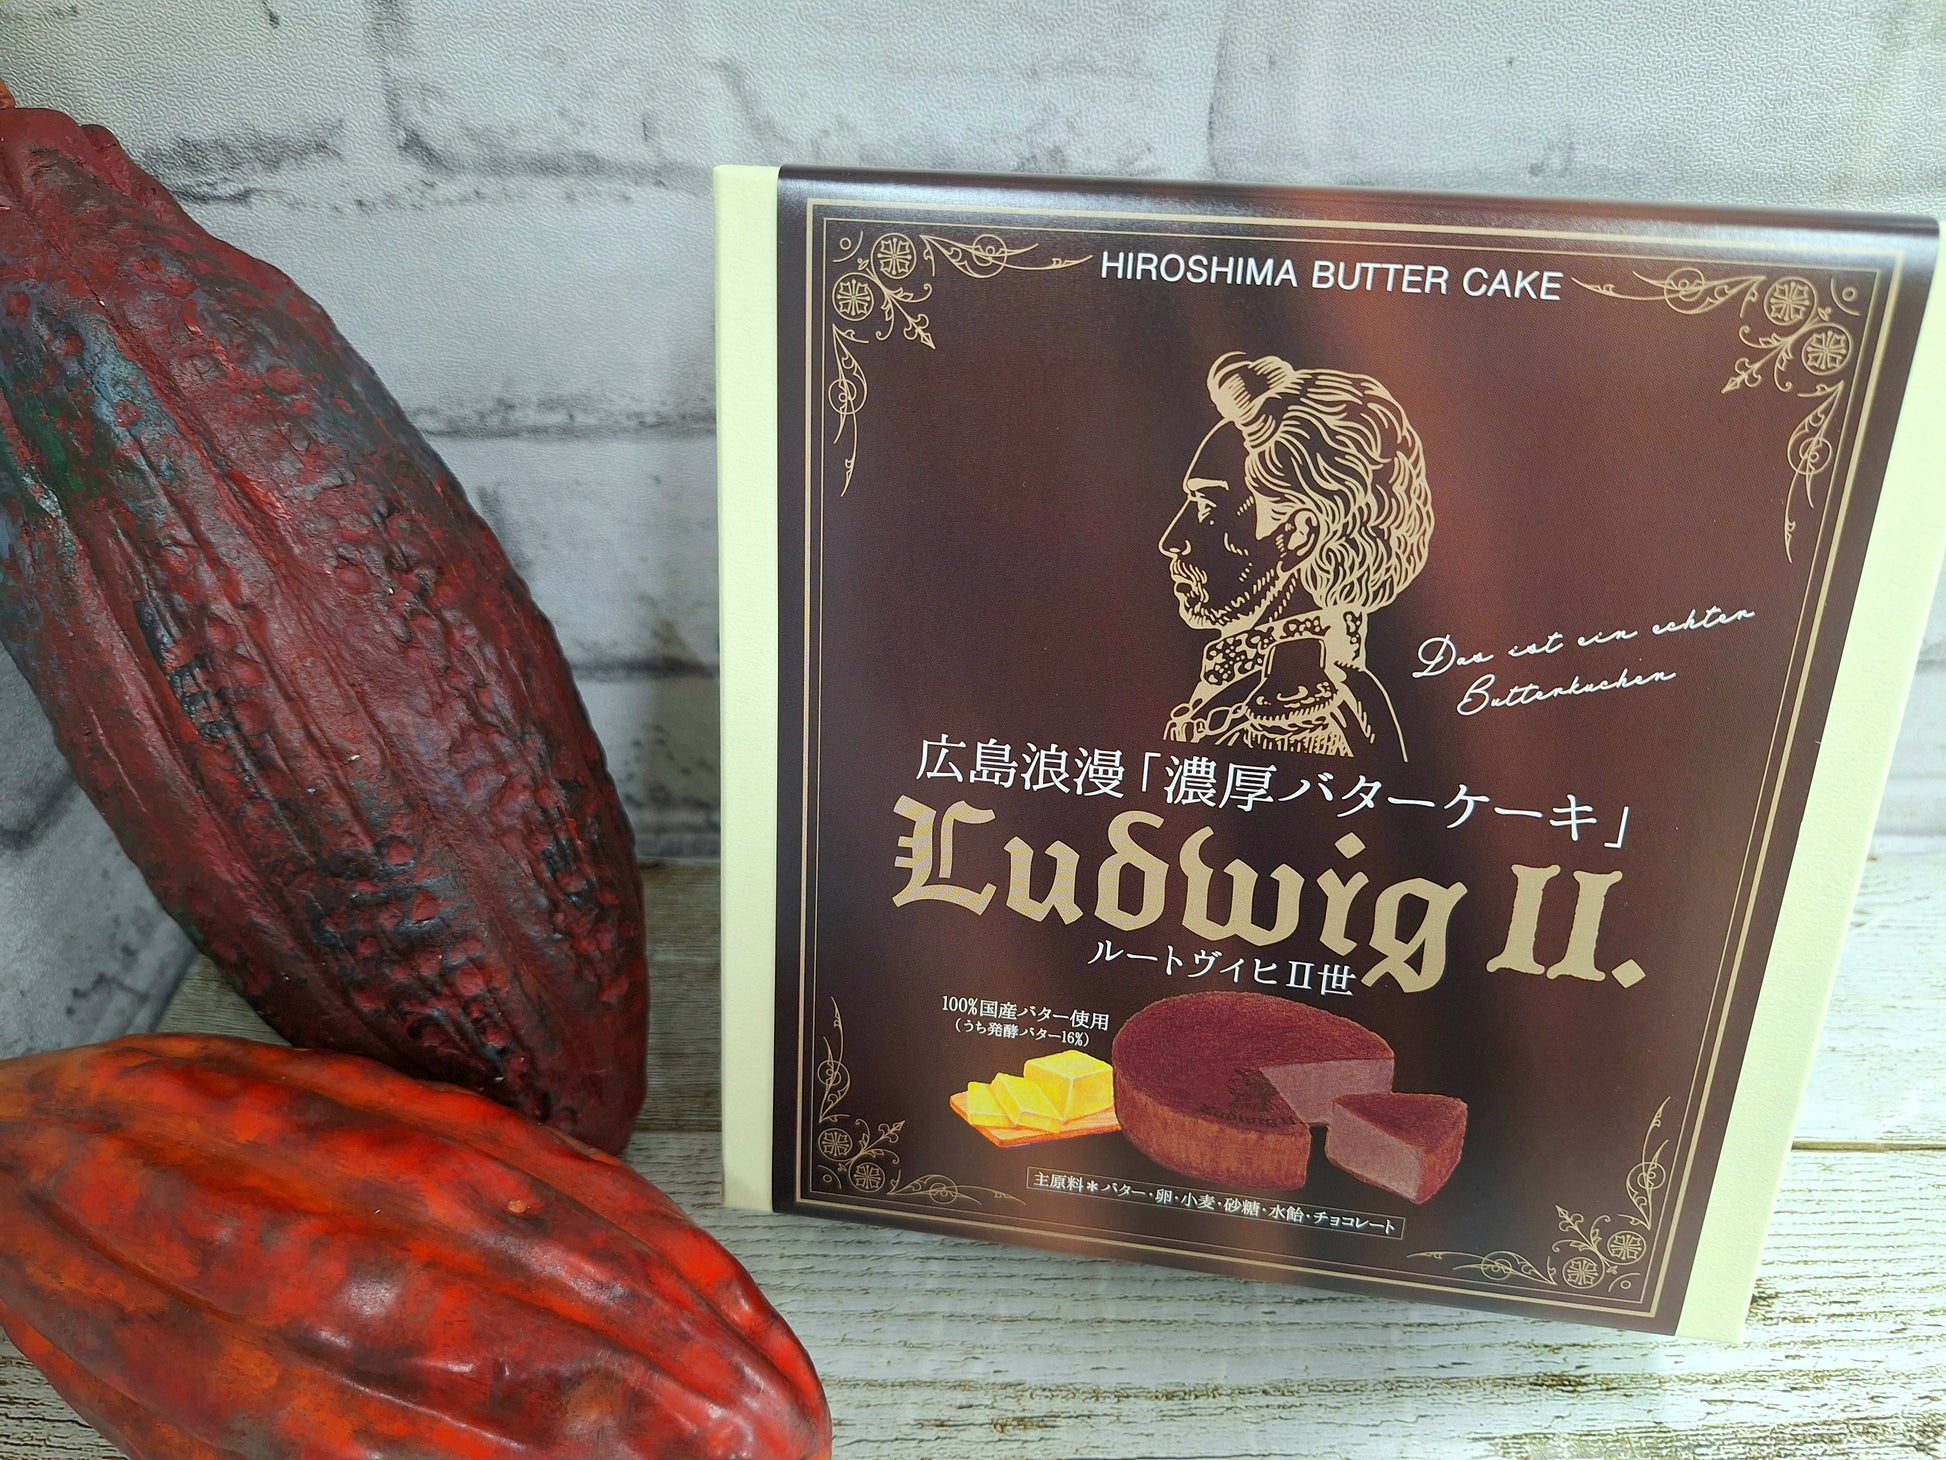 HIROSHIMA BUTTER CAKE
Das ist ein echter
Butterkuchen
広島浪漫「濃厚バターケーキ」
Ludwig II.
ルートヴィヒⅡ世
100%国産バター使用
(うち発酵バター16%)
Ludwig II
主原料＊バター・卵・小麦・砂糖・水飴・チョコレート